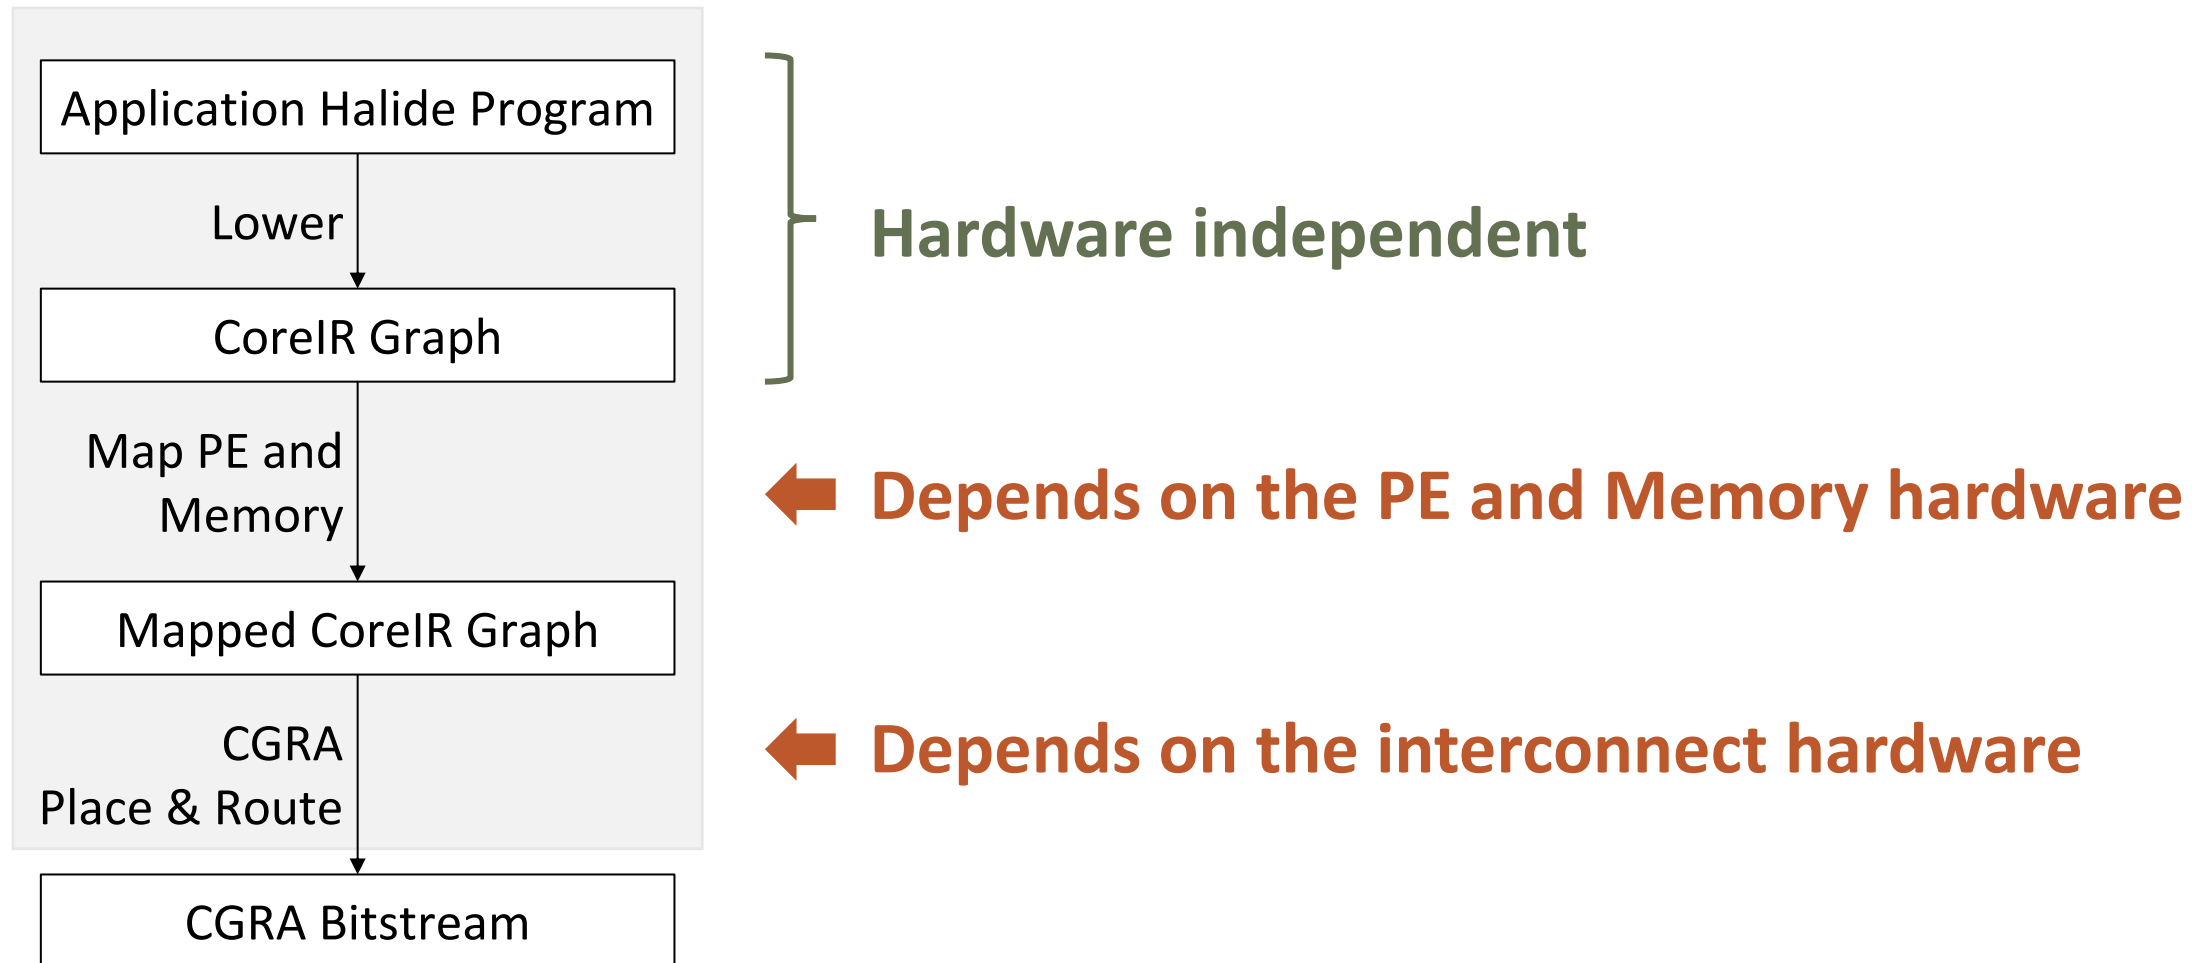 Application Halide Program
Lower
Hardware independent
CoreIR Graph
Map PE and
Memory
Depends on the PE and Memory hardware
Mapped CoreIR Graph
CGRA
Place & Route
Depends on the interconnect hardware
CGRA Bitstream